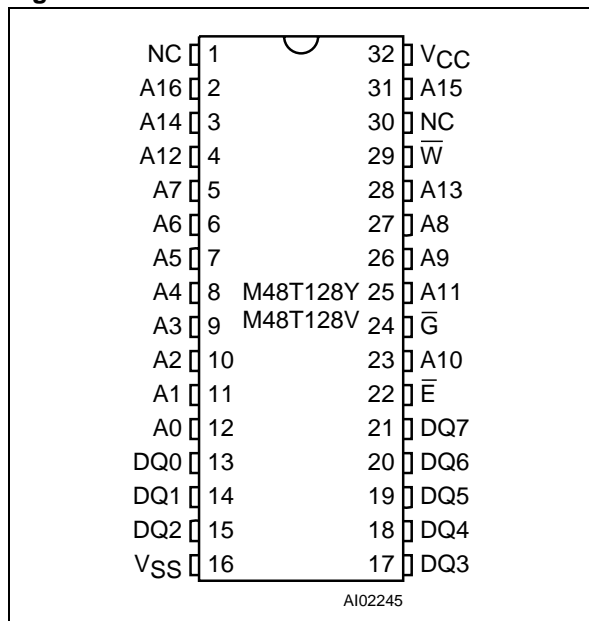 NC 1 32 VCC
A16 2 31 A15
A14 3 30 NC
A12 4 29 W̅
A7 5 28 A13
A6 6 27 A8
A5 7 26 A9
A4 8 M48T128Y 25 A11
A3 9 M48T128V 24 G̅
A2 10 23 A10
A1 11 22 E̅
A0 12 21 DQ7
DQ0 13 20 DQ6
DQ1 14 19 DQ5
DQ2 15 18 DQ4
VSS 16 17 DQ3
AI02245